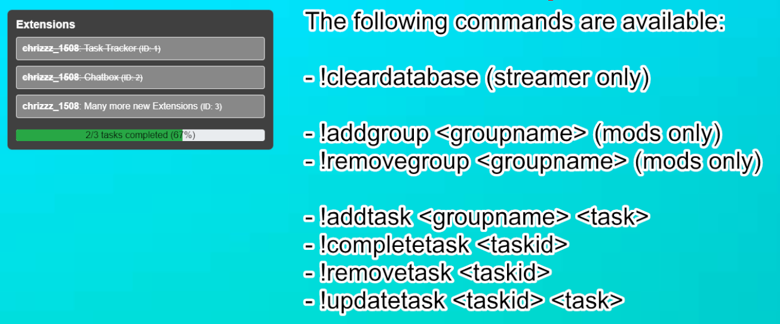 Extensions
chrizzz_1508: Task Tracker (ID: 1)
chrizzz_1508: Chatbox (ID: 2)
chrizzz_1508: Many more new Extensions (ID: 3)
2/3 tasks completed (67%)
The following commands are available:
- !cleardatabase (streamer only)
- !addgroup <groupname> (mods only)
- !removegroup <groupname> (mods only)
- !addtask <groupname> <task>
- !completetask <taskid>
- !removetask <taskid>
- !updatetask <taskid> <task>